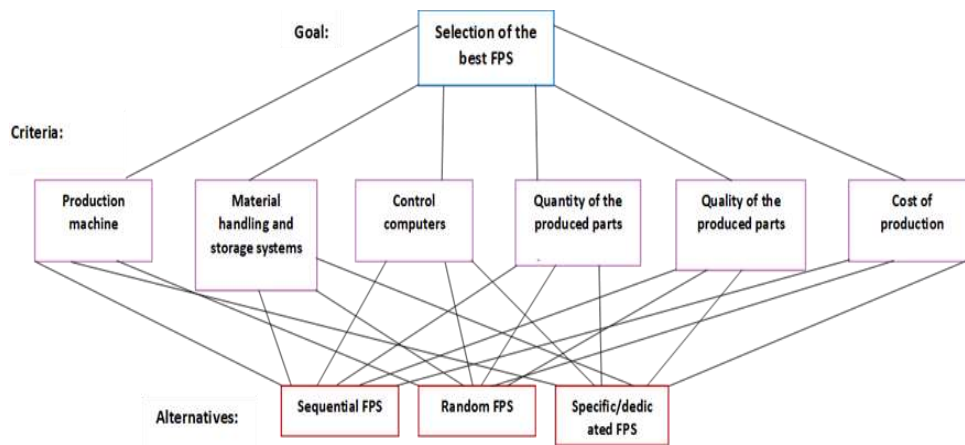 Goal:
Selection of the
best FPS
Criteria:
Production
machine
Material
handling and
storage systems
Control
computers
Quantity of the
produced parts
Quality of the
produced parts
Cost of
production
Alternatives:
Sequential FPS
Random FPS
Specific/dedic
ated FPS